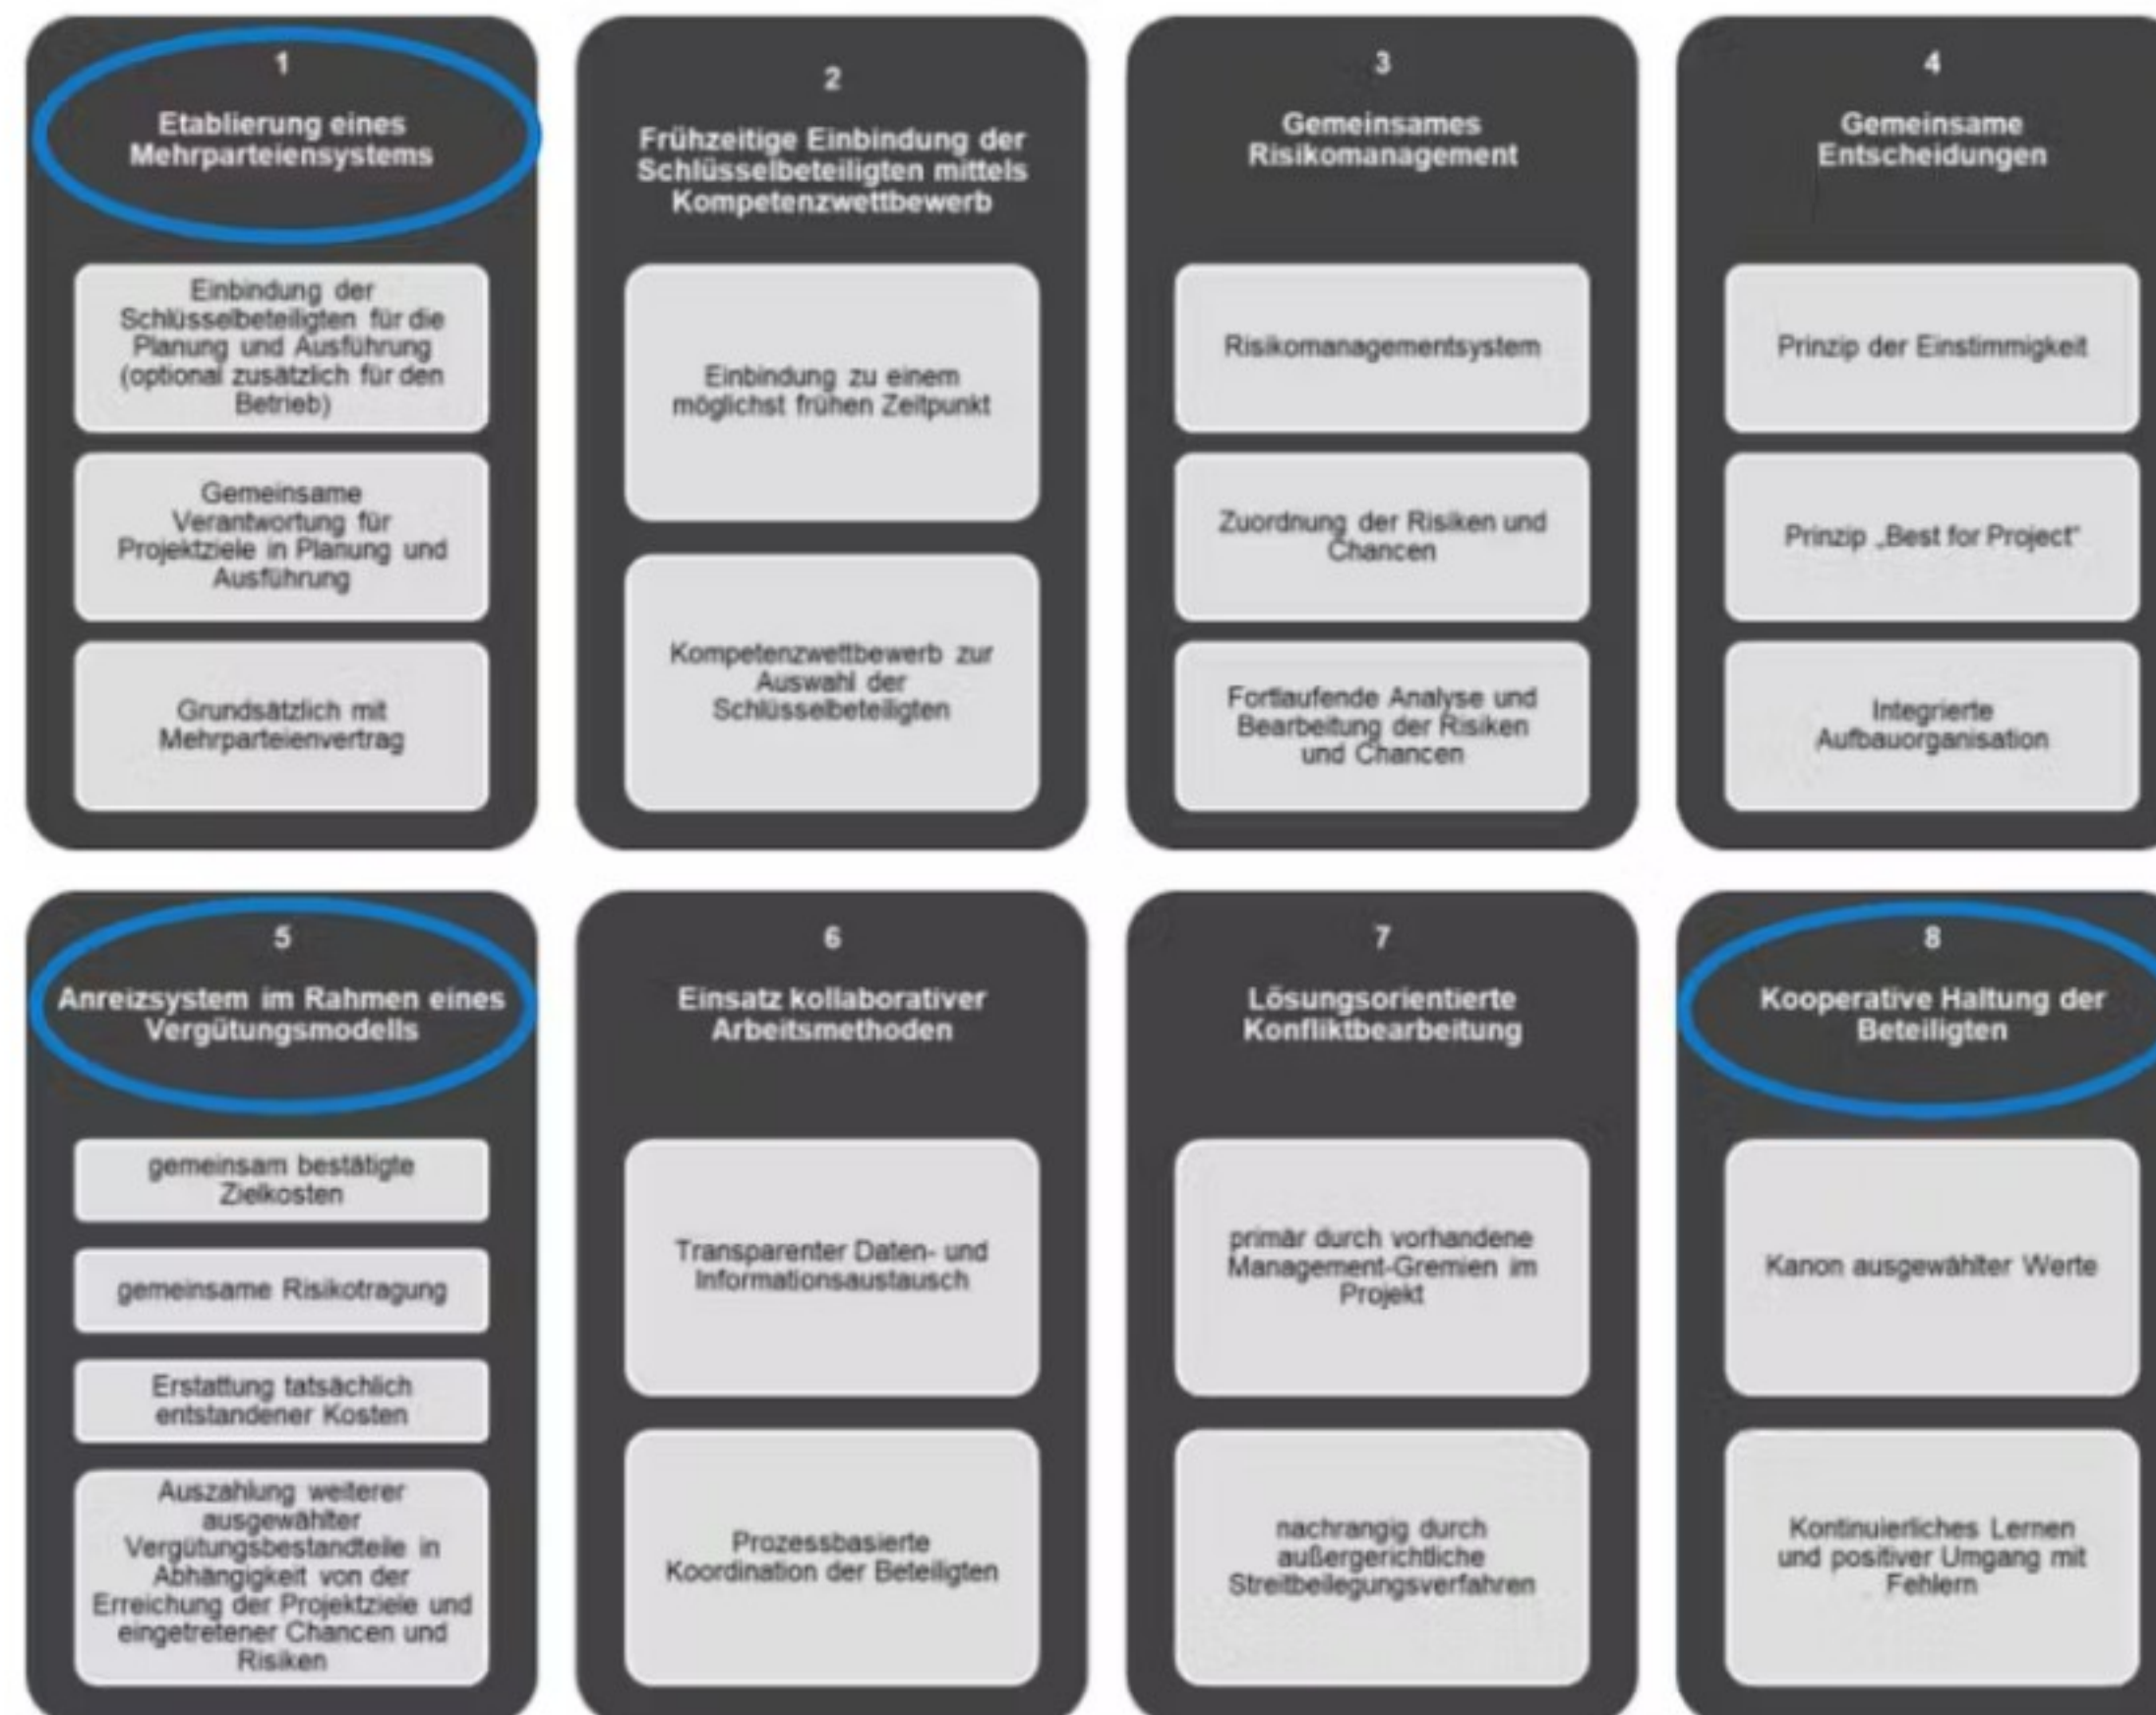 1
Etablierung eines
Mehrparteiensystems
Einbindung der
Schlüsselbeteiligten für die
Planung und Ausführung
(optional zusätzlich für den
Betrieb)
Gemeinsame
Verantwortung für
Projektziele in Planung und
Ausführung
Grundsätzlich mit
Mehrparteienvertrag
2
Frühzeitige Einbindung der
Schlüsselbeteiligten mittels
Kompetenzwettbewerb
Einbindung zu einem
möglichst frühen Zeitpunkt
Kompetenzwettbewerb zur
Auswahl der
Schlüsselbeteiligten
3
Gemeinsames
Risikomanagement
Risikomanagementsystem
Zuordnung der Risiken und
Chancen
Fortlaufende Analyse und
Bearbeitung der Risiken
und Chancen
4
Gemeinsame
Entscheidungen
Prinzip der Einstimmigkeit
Prinzip „Best for Project“
Integrierte
Aufbauorganisation
5
Anreizsystem im Rahmen eines
Vergütungsmodells
gemeinsam bestätigte
Zielkosten
gemeinsame Risikotragung
Erstattung tatsächlich
entstandener Kosten
Auszahlung weiterer
ausgewählter
Vergütungsbestandteile in
Abhängigkeit von der
Erreichung der Projektziele und
eingetretener Chancen und
Risiken
6
Einsatz kollaborativer
Arbeitsmethoden
Transparenter Daten- und
Informationsaustausch
Prozessbasierte
Koordination der Beteiligten
7
Lösungsorientierte
Konfliktbearbeitung
primär durch vorhandene
Management-Gremien im
Projekt
nachrangig durch
außergerichtliche
Streitbeilegungsverfahren
8
Kooperative Haltung der
Beteiligten
Kanon ausgewählter Werte
Kontinuierliches Lernen
und positiver Umgang mit
Fehlern